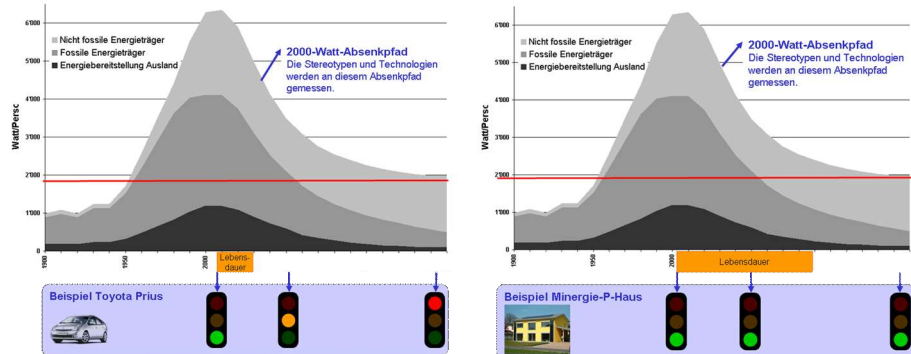 6'000
5'000
4'000
3'000
2'000
1'000
0
Watt/Persc
Nicht fossile Energieträger
Fossile Energieträger
Energiebereitstellung Ausland
2000-Watt-Absenkpfad
Die Stereotypen und Technologien
werden an diesem Absenkpfad
gemessen.
1900
1950
2000
Lebens-
dauer
Beispiel Toyota Prius
6'000
5'000
4'000
3'000
2'000
1'000
0
Watt/Persc
Nicht fossile Energieträger
Fossile Energieträger
Energiebereitstellung Ausland
2000-Watt-Absenkpfad
Die Stereotypen und Technologien
werden an diesem Absenkpfad
gemessen.
1900
1950
2000
Lebensdauer
Beispiel Minergie-P-Haus